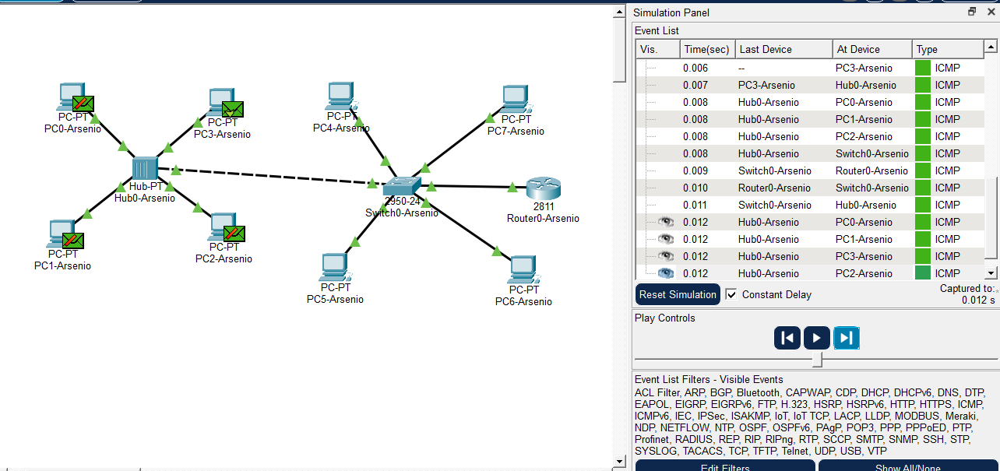 Simulation Panel
Event List
Vis. Time(sec) Last Device At Device Type
0.006 -- PC3-Arsenio ICMP
0.007 PC3-Arsenio Hub0-Arsenio ICMP
0.008 Hub0-Arsenio PC0-Arsenio ICMP
0.008 Hub0-Arsenio PC1-Arsenio ICMP
0.008 Hub0-Arsenio PC2-Arsenio ICMP
0.008 Hub0-Arsenio Switch0-Arsenio ICMP
0.009 Switch0-Arsenio Router0-Arsenio ICMP
0.010 Router0-Arsenio Switch0-Arsenio ICMP
0.011 Switch0-Arsenio Hub0-Arsenio ICMP
0.012 Hub0-Arsenio PC0-Arsenio ICMP
0.012 Hub0-Arsenio PC1-Arsenio ICMP
0.012 Hub0-Arsenio PC3-Arsenio ICMP
0.012 Hub0-Arsenio PC2-Arsenio ICMP
Reset Simulation Constant Delay Captured to:
0.012 s
Play Controls
Event List Filters - Visible Events
ACL Filter, ARP, BGP, Bluetooth, CAPWAP, CDP, DHCP, DHCPv6, DNS, DTP,
EAPOL, EIGRP, EIGRPv6, FTP, H.323, HSRP, HSRPv6, HTTP, HTTPS, ICMP,
ICMPv6, IEC, IPSec, ISAKMP, IoT, IoT TCP, LACP, LLDP, MODBUS, Meraki,
NDP, NETFLOW, NTP, OSPF, OSPFv6, PAgP, POP3, PPP, PPPoED, PTP,
Profinet, RADIUS, REP, RIP, RIPng, RTP, SCCP, SMTP, SNMP, SSH, STP,
SYSLOG, TACACS, TCP, TFTP, Telnet, UDP, USB, VTP
Edit Filters Show All/None
PC-PT
PC0-Arsenio
PC-PT
PC3-Arsenio
PC-PT
PC4-Arsenio
PC-PT
PC7-Arsenio
Hub-PT
Hub0-Arsenio
2950-24
Switch0-Arsenio
2811
Router0-Arsenio
PC-PT
PC1-Arsenio
PC-PT
PC2-Arsenio
PC-PT
PC5-Arsenio
PC-PT
PC6-Arsenio